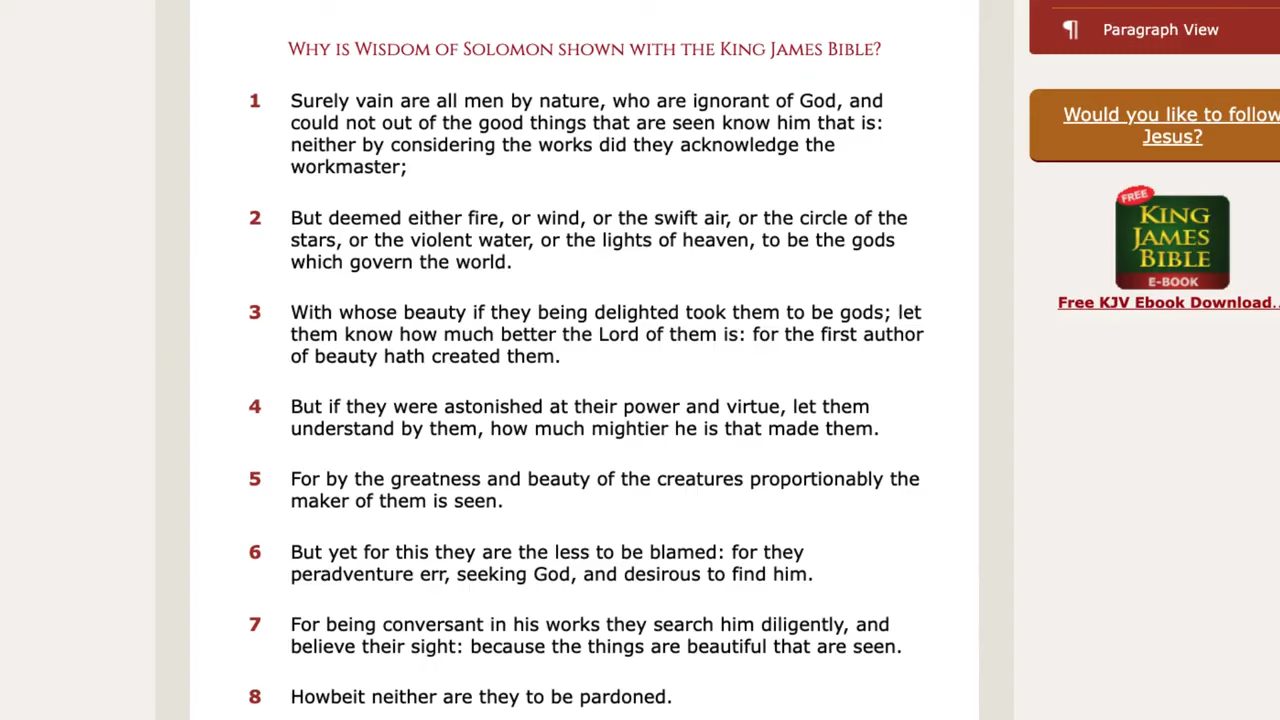 WHY IS WISDOM OF SOLOMON SHOWN WITH THE KING JAMES BIBLE?
1 Surely vain are all men by nature, who are ignorant of God, and
could not out of the good things that are seen know him that is:
neither by considering the works did they acknowledge the
workmaster;
2 But deemed either fire, or wind, or the swift air, or the circle of the
stars, or the violent water, or the lights of heaven, to be the gods
which govern the world.
3 With whose beauty if they being delighted took them to be gods; let
them know how much better the Lord of them is: for the first author
of beauty hath created them.
4 But if they were astonished at their power and virtue, let them
understand by them, how much mightier he is that made them.
5 For by the greatness and beauty of the creatures proportionably the
maker of them is seen.
6 But yet for this they are the less to be blamed: for they
peradventure err, seeking God, and desirous to find him.
7 For being conversant in his works they search him diligently, and
believe their sight: because the things are beautiful that are seen.
8 Howbeit neither are they to be pardoned.
¶ Paragraph View
Would you like to follow
Jesus?
FREE
KING
JAMES
BIBLE
E-BOOK
Free KJV Ebook Download..